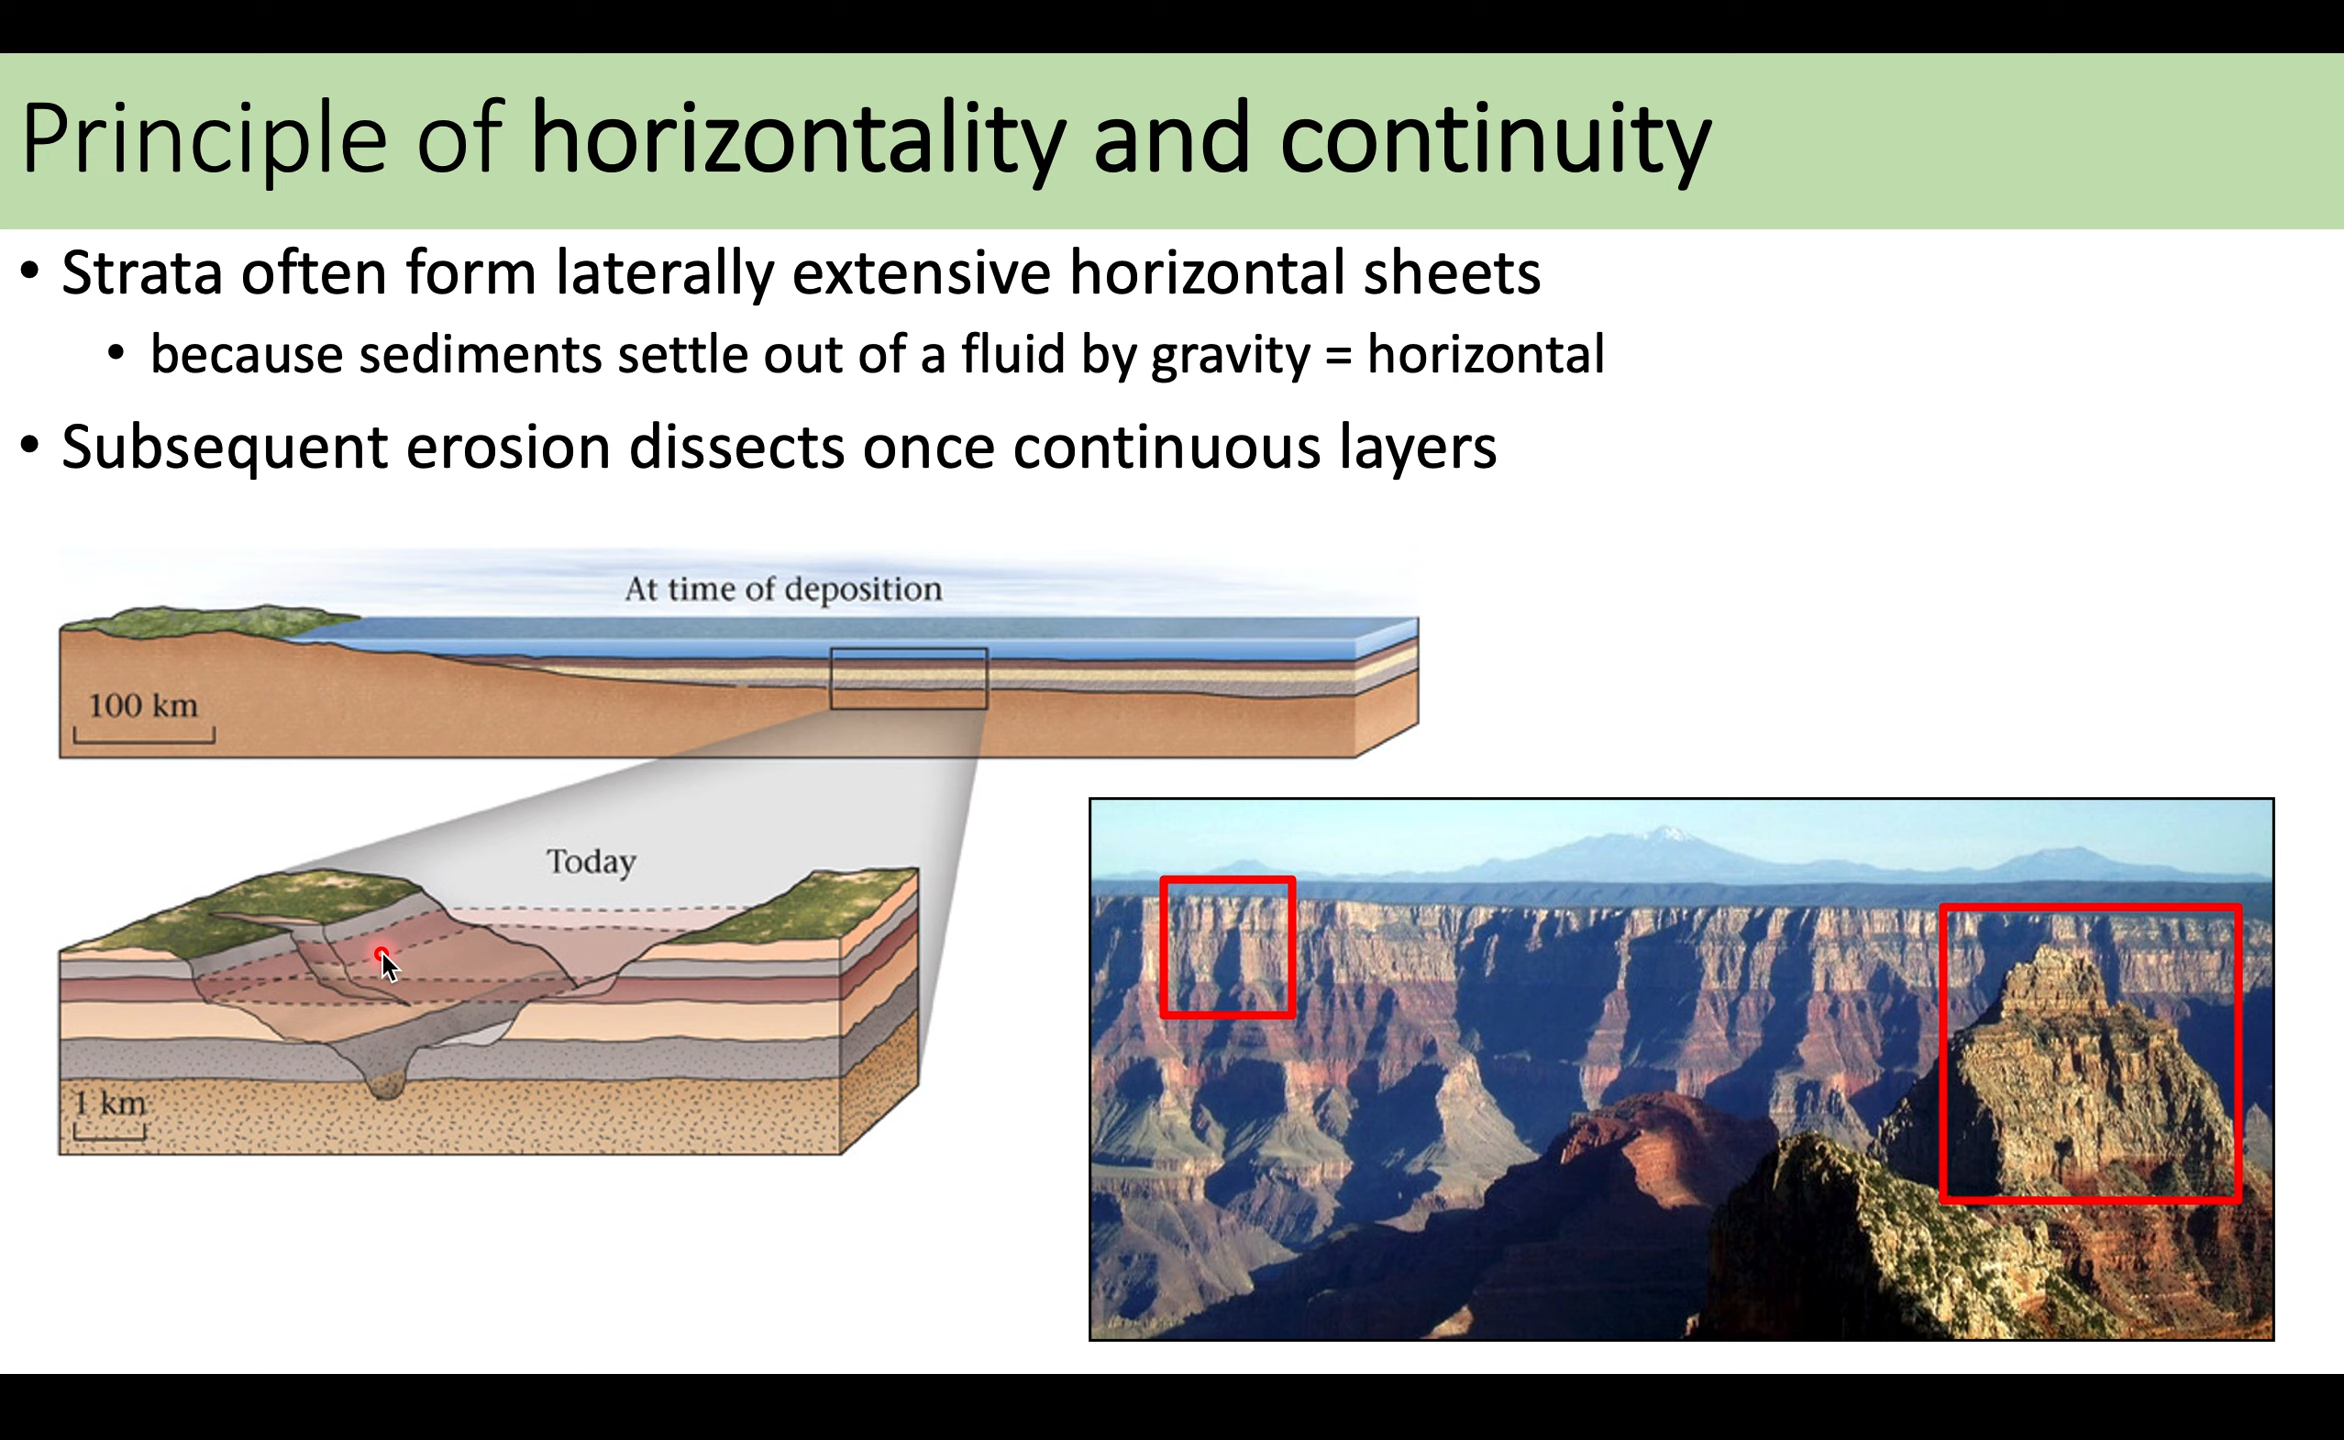 Principle of horizontality and continuity
• Strata often form laterally extensive horizontal sheets
• because sediments settle out of a fluid by gravity = horizontal
• Subsequent erosion dissects once continuous layers
At time of deposition
100 km
Today
1 km